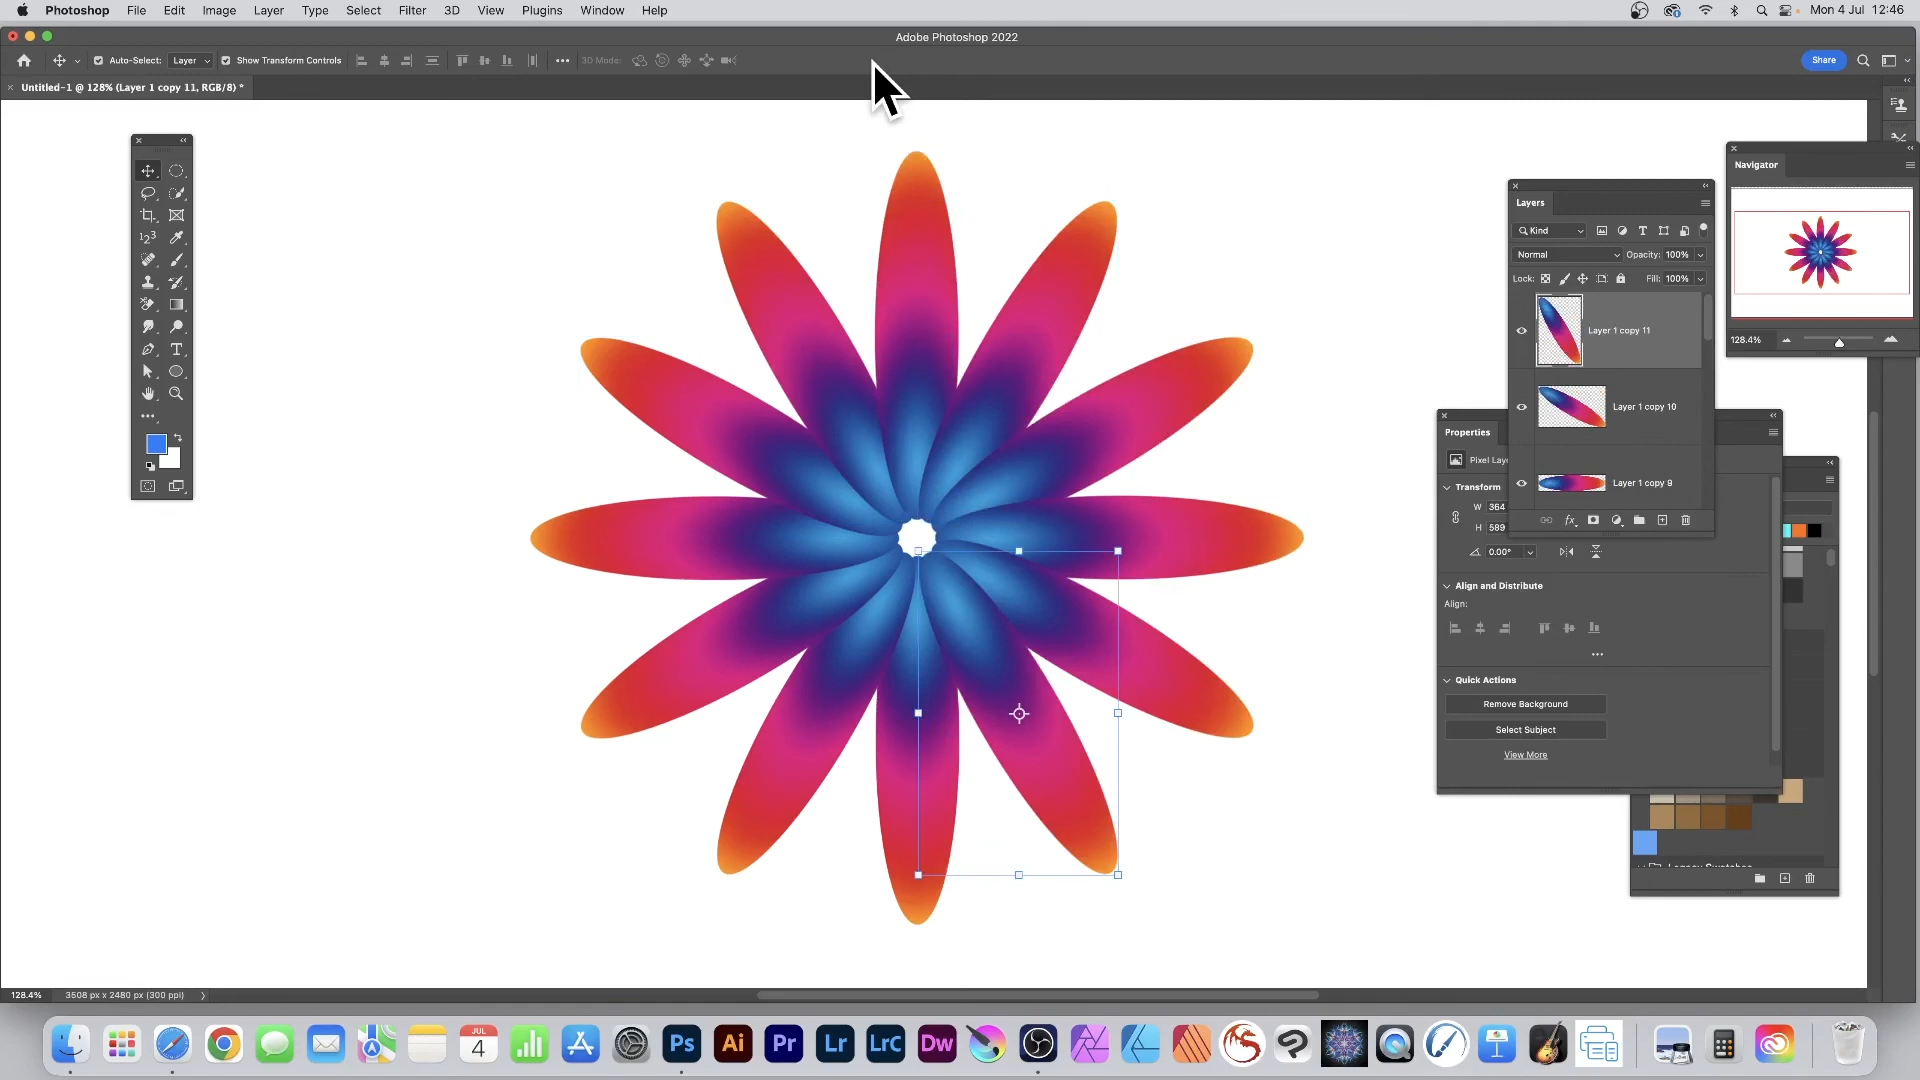 Photoshop File Edit Image Layer Type Select Filter 3D View Plugins Window Help Mon 4 Jul 12:46
Adobe Photoshop 2022
Auto-Select: Layer Show Transform Controls 3D Mode: Share
Untitled-1 @ 128% (Layer 1 copy 11, RGB/8) *
Navigator
128.4%
Layers
Kind
Normal Opacity: 100%
Lock: Fill: 100%
Layer 1 copy 11
Layer 1 copy 10
Layer 1 copy 9
fx
Properties
Pixel Laye
Transform
W 364
H 589
0.00°
Align and Distribute
Align:
Quick Actions
Remove Background
Select Subject
View More
128.4% 3508 px x 2480 px (300 ppi)
JUL
4
Ps Ai Pr Lr LrC Dw